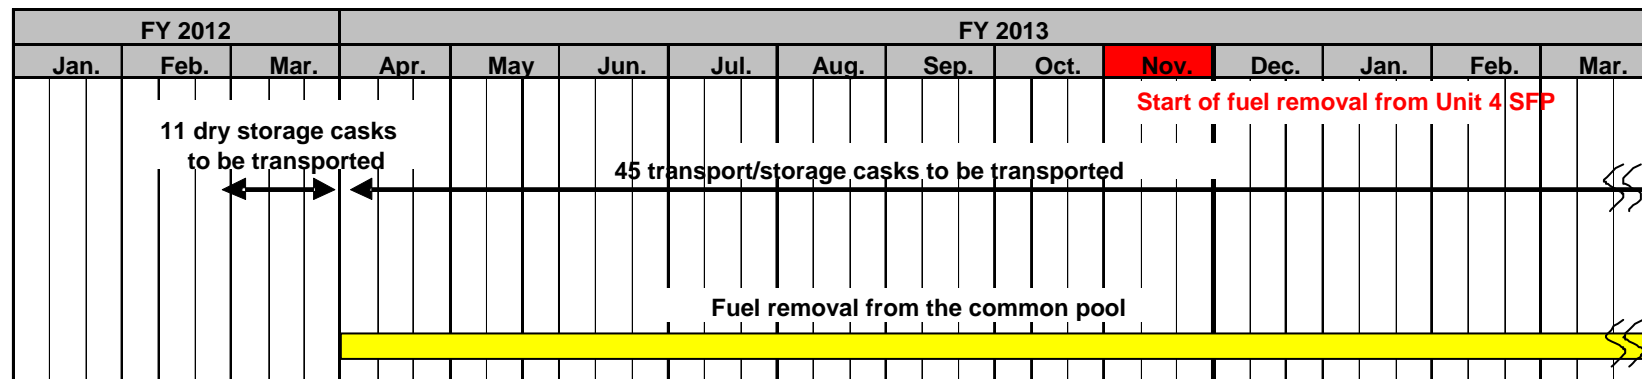 FY 2012 FY 2013
Jan. Feb. Mar. Apr. May Jun. Jul. Aug. Sep. Oct. Nov. Dec. Jan. Feb. Mar.
Start of fuel removal from Unit 4 SFP
11 dry storage casks
to be transported
45 transport/storage casks to be transported
Fuel removal from the common pool